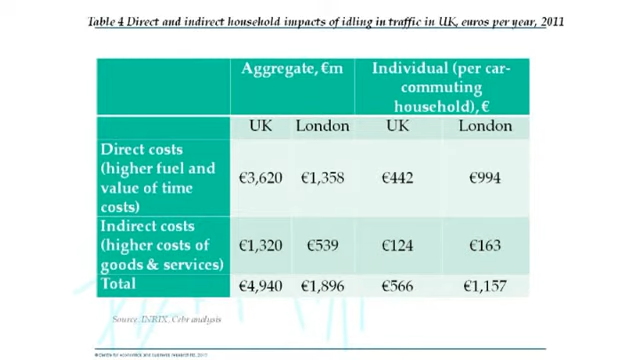 Table 4 Direct and indirect household impacts of idling in traffic in UK, euros per year, 2011
Aggregate, €m
Individual (per car-
commuting
household), €
UK
London
UK
London
Direct costs
(higher fuel and
value of time
costs)
€3,620
€1,358
€442
€994
Indirect costs
(higher costs of
goods & services)
€1,320
€539
€124
€163
Total
€4,940
€1,896
€566
€1,157
Source: INRIX, Cebr analysis